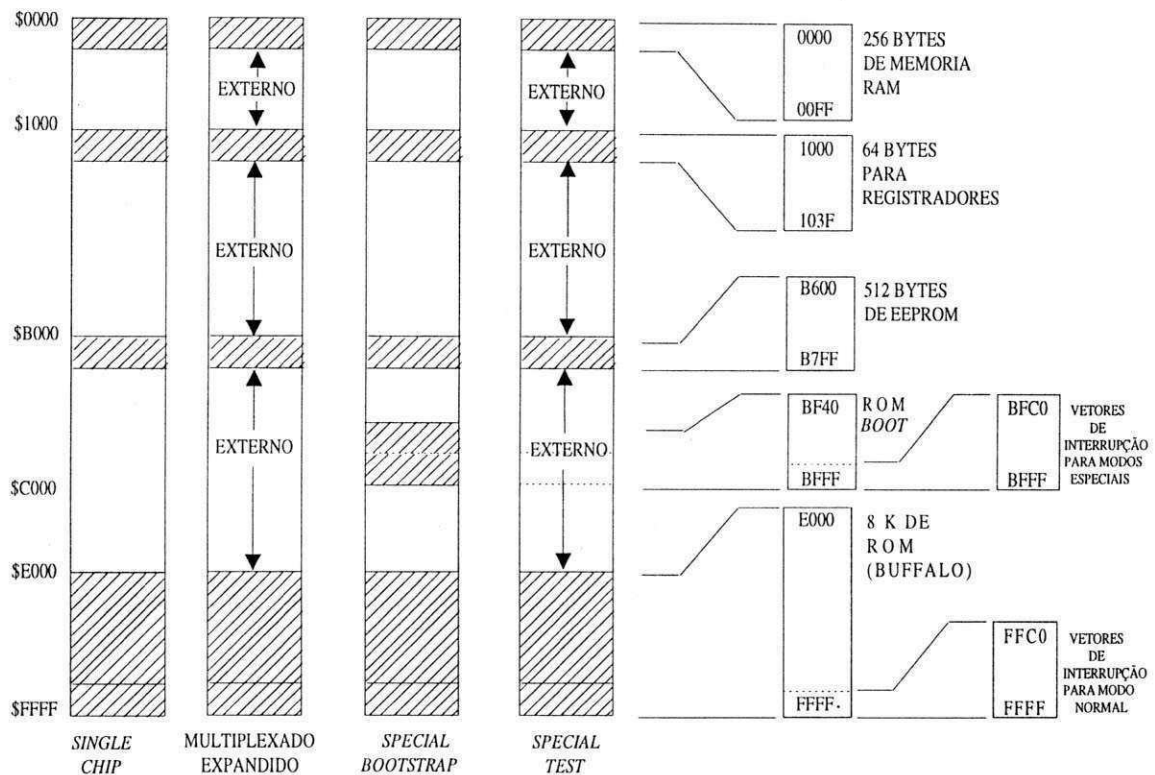 $0000
$1000
$B000
$C000
$E000
$FFFF
EXTERNO
EXTERNO
EXTERNO
EXTERNO
EXTERNO
EXTERNO
SINGLE
CHIP
MULTIPLEXADO
EXPANDIDO
SPECIAL
BOOTSTRAP
SPECIAL
TEST
0000
00FF
256 BYTES
DE MEMORIA
RAM
1000
103F
64 BYTES
PARA
REGISTRADORES
B600
B7FF
512 BYTES
DE EEPROM
BF40
BFFF
ROM
BOOT
BFC0
BFFF
VETORES
DE
INTERRUPÇÃO
PARA MODOS
ESPECIAIS
E000
FFFF
8 K DE
ROM
(BUFFALO)
FFC0
FFFF
VETORES
DE
INTERRUPÇÃO
PARA MODO
NORMAL